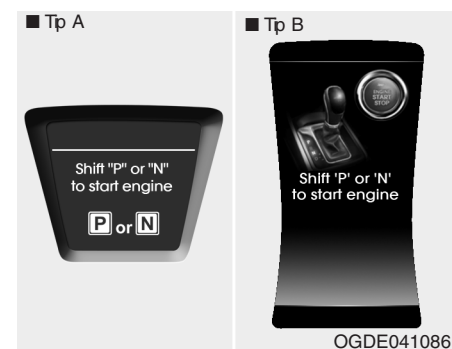 ■ Tip A
Shift "P" or "N"
to start engine
P or N
■ Tip B
ENGINE
START
STOP
Shift 'P' or 'N'
to start engine
OGDE041086